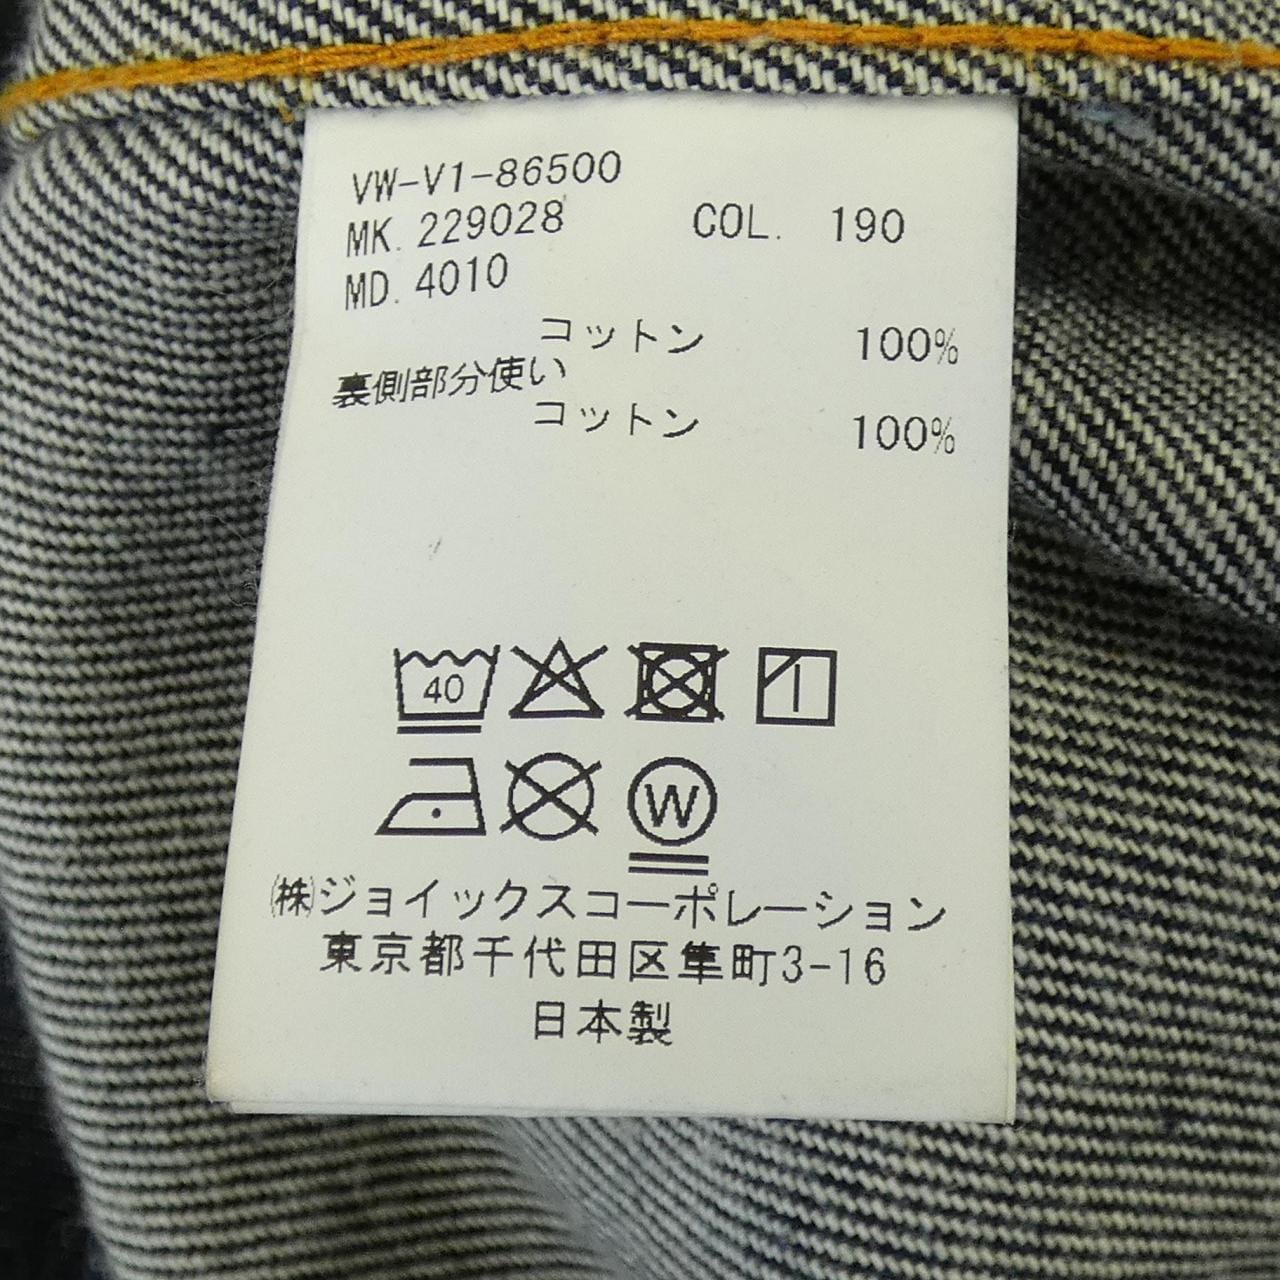 VW-V1-86500
MK. 229028 COL. 190
MD. 4010
コットン 100%
裏側部分使い
コットン 100%
40
W
㈱ジョイックスコーポレーション
東京都千代田区隼町3-16
日本製